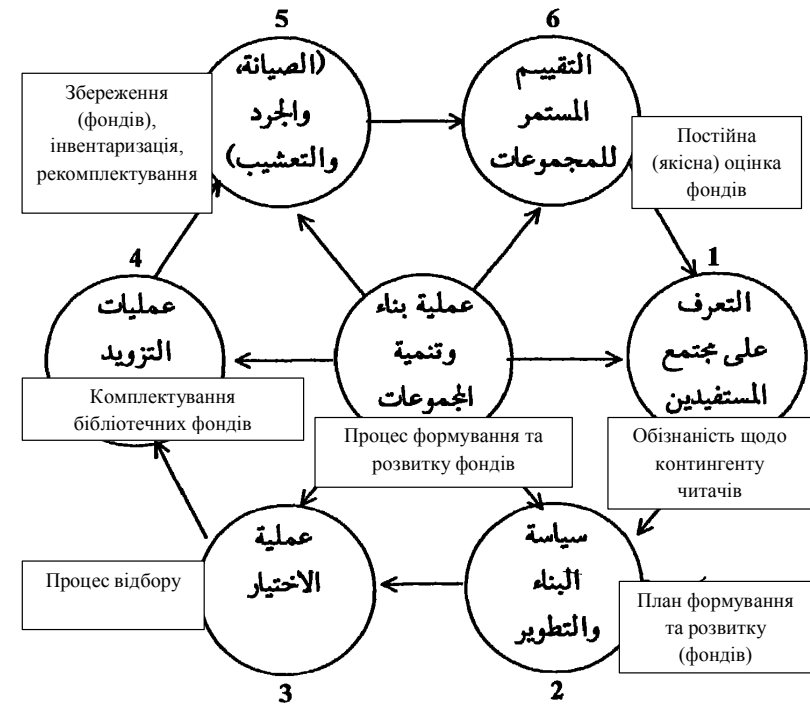 5
(الصيانة،
والجرد
والتعشيب)
Збереження
(фондів),
інвентаризація,
рекомплектування
6
التقييم
المستمر
للمجموعات
Постійна
(якісна) оцінка
фондів
4
عمليات
التزويد
Комплектування
бібліотечних фондів
عملية بناء
وتنمية
المجموعات
Процес формування та
розвитку фондів
1
التعرف
على مجتمع
المستفيدين
Обізнаність щодо
контингенту
читачів
عملية
الاختيار
Процес відбору
3
سياسة
البناء
والتطوير
План формування
та розвитку
(фондів)
2